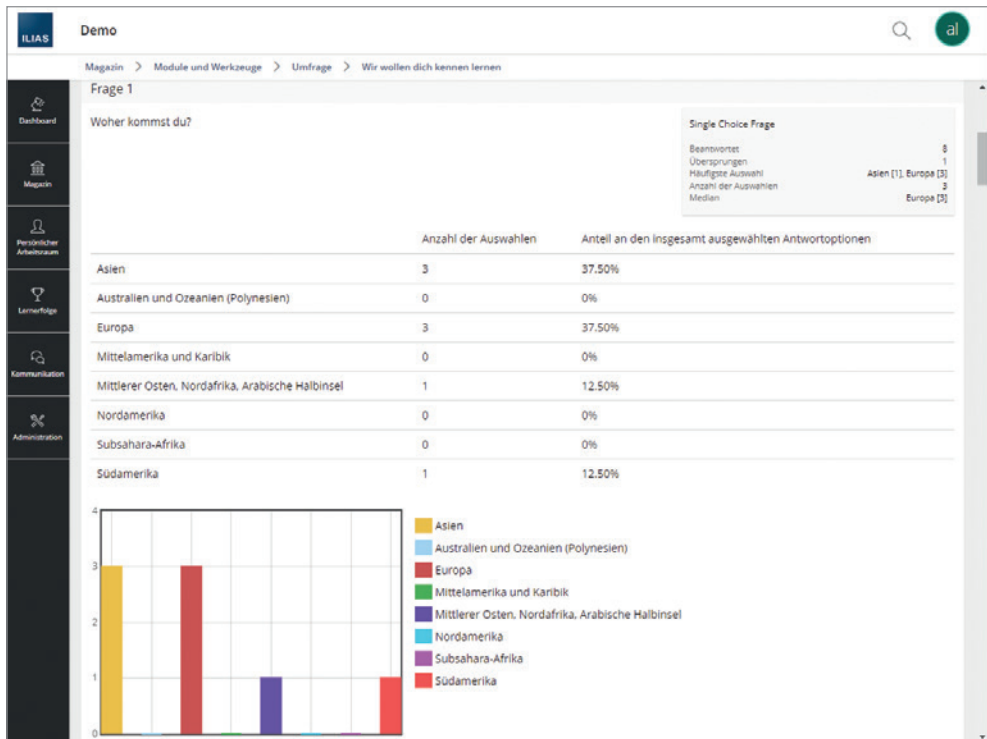 ILIAS
Demo
al
Magazin > Module und Werkzeuge > Umfrage > Wir wollen dich kennen lernen
Dashboard
Magazin
Persönlicher
Arbeitsraum
Lernerfolge
Kommunikation
Administration
Frage 1
Woher kommst du?
Single Choice Frage
Beantwortet 8
Übersprungen 1
Häufigste Auswahl Asien [1], Europa [3]
Anzahl der Auswahlen 3
Median Europa [3]
Anzahl der Auswahlen Anteil an den insgesamt ausgewählten Antwortoptionen
Asien 3 37.50%
Australien und Ozeanien (Polynesien) 0 0%
Europa 3 37.50%
Mittelamerika und Karibik 0 0%
Mittlerer Osten, Nordafrika, Arabische Halbinsel 1 12.50%
Nordamerika 0 0%
Subsahara-Afrika 0 0%
Südamerika 1 12.50%
4
3
2
1
0
Asien
Australien und Ozeanien (Polynesien)
Europa
Mittelamerika und Karibik
Mittlerer Osten, Nordafrika, Arabische Halbinsel
Nordamerika
Subsahara-Afrika
Südamerika